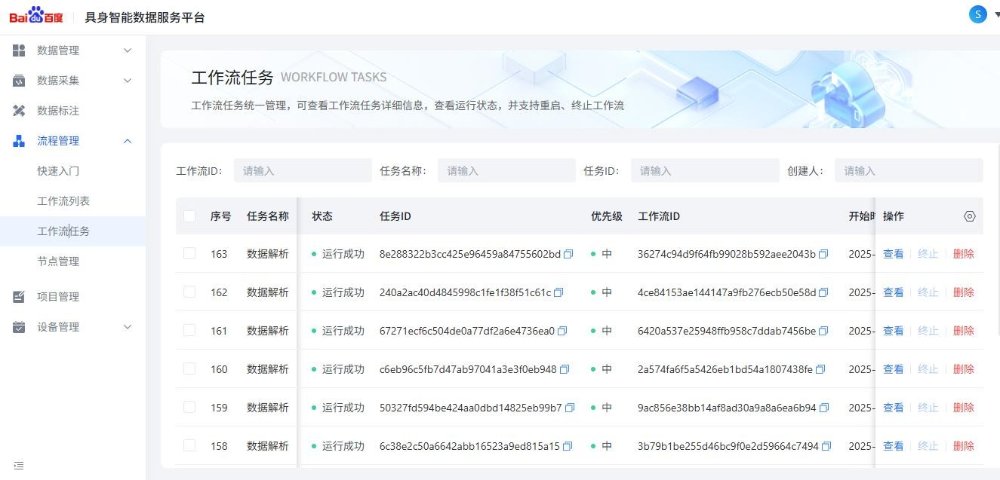 Baidu百度 具身智能数据服务平台 S
数据管理
数据采集
数据标注
流程管理
快速入门
工作流列表
工作流任务
节点管理
项目管理
设备管理
工作流任务 WORKFLOW TASKS
工作流任务统一管理，可查看工作流任务详细信息，查看运行状态，并支持重启、终止工作流
工作流ID： 请输入 任务名称： 请输入 任务ID： 请输入 创建人： 请输入
序号 任务名称 状态 任务ID 优先级 工作流ID 开始时 操作
163 数据解析 运行成功 8e288322b3cc425e96459a84755602bd 中 36274c94d9f64fb99028b592aee2043b 2025- 查看 终止 删除
162 数据解析 运行成功 240a2ac40d4845998c1fe1f38f51c61c 中 4ce84153ae144147a9fb276ecb50e58d 2025- 查看 终止 删除
161 数据解析 运行成功 67271ecf6c504de0a77df2a6e4736ea0 中 6420a537e25948ffb958c7ddab7456be 2025- 查看 终止 删除
160 数据解析 运行成功 c6eb96c5fb7d47ab97041a3e3f0eb948 中 2a574fa6f5a5426eb1bd54a1807438fe 2025- 查看 终止 删除
159 数据解析 运行成功 50327fd594be424aa0dbd14825eb99b7 中 9ac856e38bb14af8ad30a9a8a6ea6b94 2025- 查看 终止 删除
158 数据解析 运行成功 6c38e2c50a6642abb16523a9ed815a15 中 3b79b1be255d46bc9f0e2d59664c7494 2025- 查看 终止 删除